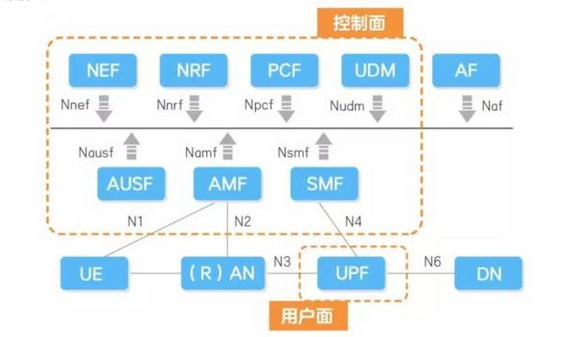 控制面
NEF NRF PCF UDM AF
Nnef Nnrf Npcf Nudm Naf
Nausf Namf Nsmf
AUSF AMF SMF
N1 N2 N4
UE (R) AN N3 UPF N6 DN
用户面